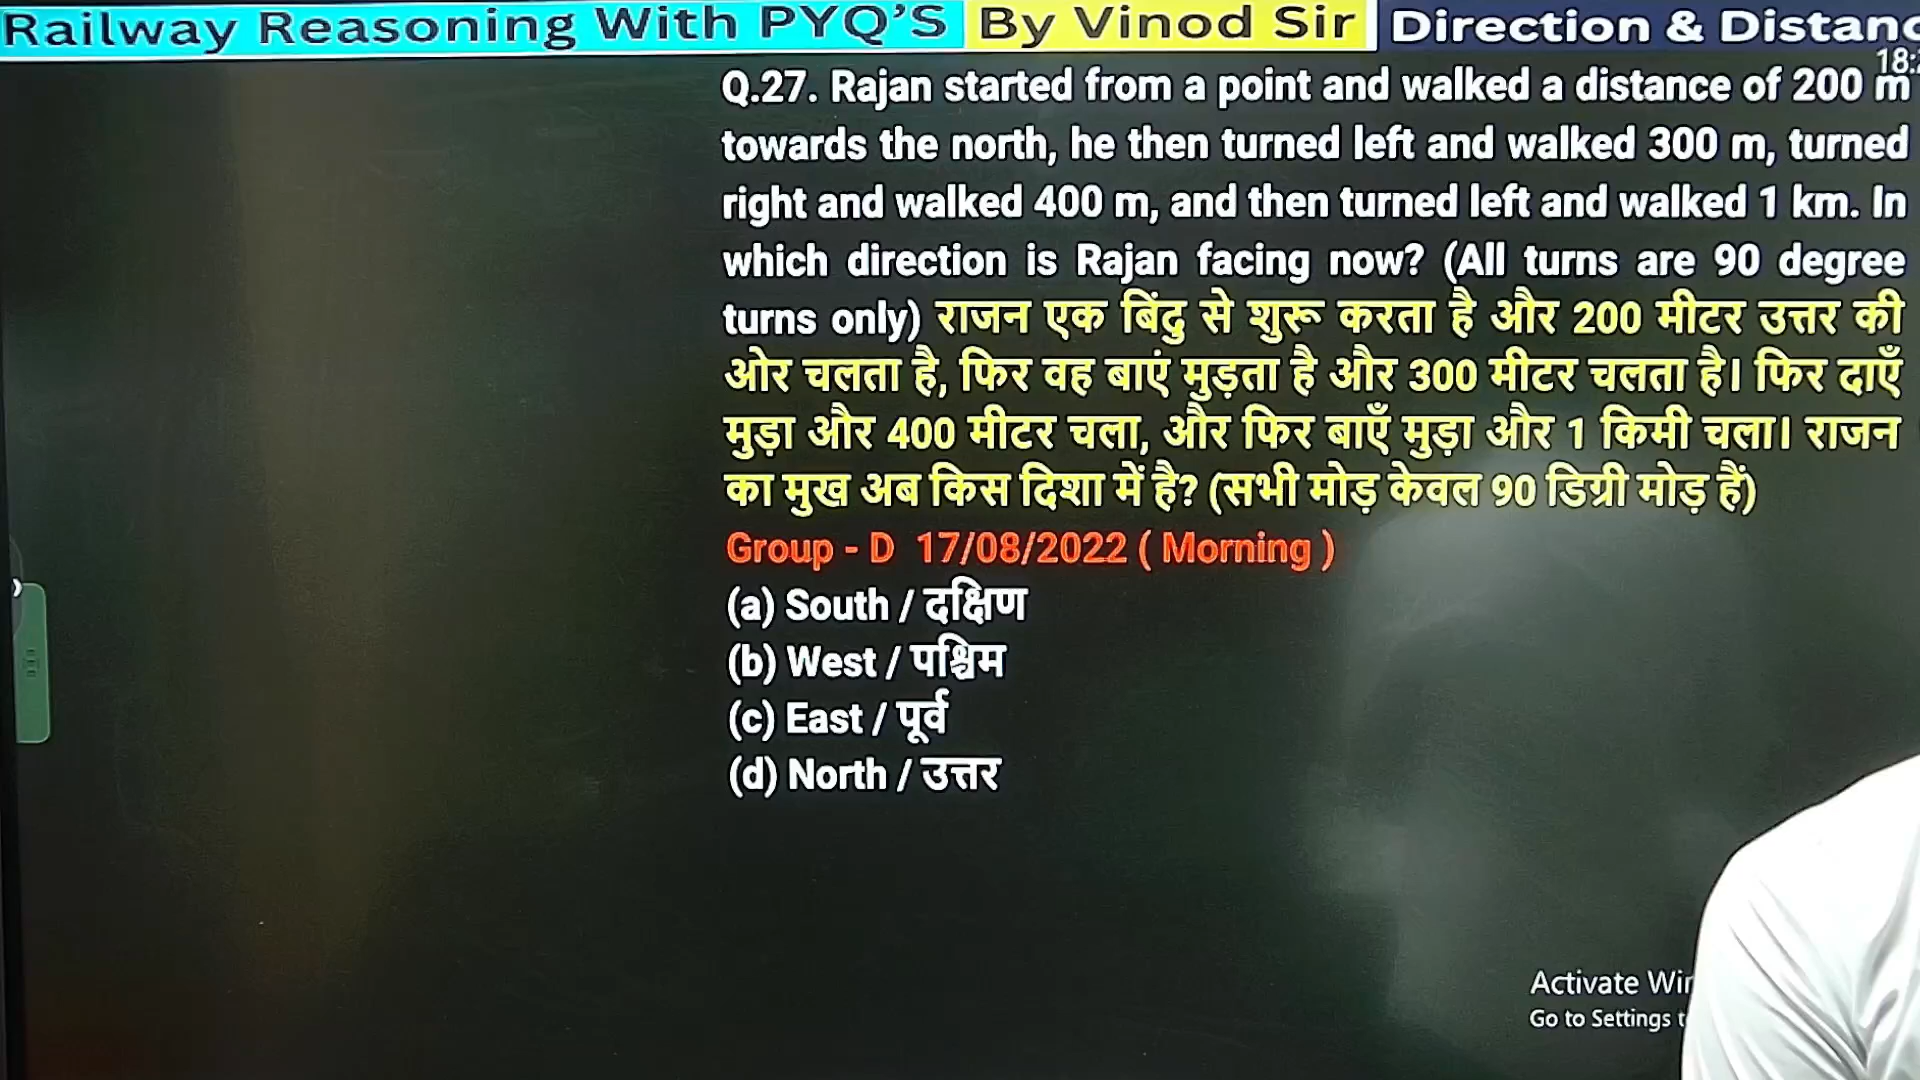 Railway Reasoning With PYQ'S By Vinod Sir Direction &
Q.27. Rajan started from a point and walked a distance of 200 m
towards the north, he then turned left and walked 300 m, turned
right and walked 400 m, and then turned left and walked 1 km. In
which direction is Rajan facing now? (All turns are 90 degree
turns only) राजन एक बिंदु से शुरू करता है और 200 मीटर उत्तर की
ओर चलता है, फिर वह बाएं मुड़ता है और 300 मीटर चलता है। फिर दाएँ
मुड़ा और 400 मीटर चला, और फिर बाएँ मुड़ा और 1 किमी चला। राजन
का मुख अब किस दिशा में है? (सभी मोड़ केवल 90 डिग्री मोड़ हैं)
Group - D 17/08/2022 ( Morning )
(a) South / दक्षिण
(b) West / पश्चिम
(c) East / पूर्व
(d) North / उत्तर
Activate
Go to Settings